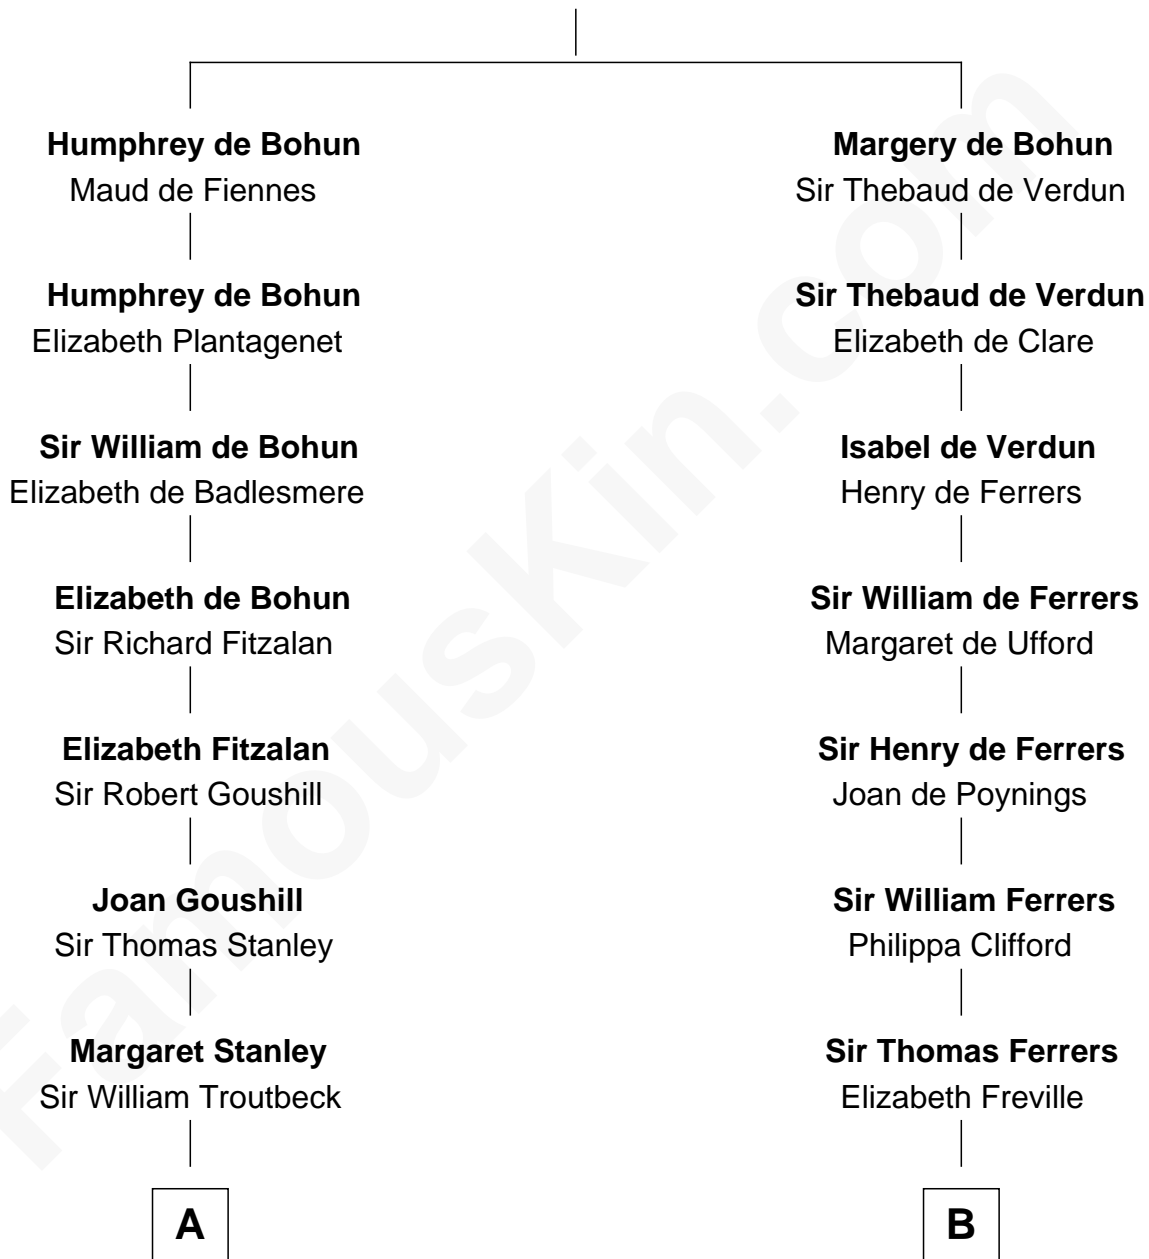 Humphrey de Bohun
Maud de Fiennes
Humphrey de Bohun
Elizabeth Plantagenet
Sir William de Bohun
Elizabeth de Badlesmere
Elizabeth de Bohun
Sir Richard Fitzalan
Elizabeth Fitzalan
Sir Robert Goushill
Joan Goushill
Sir Thomas Stanley
Margaret Stanley
Sir William Troutbeck
A
Margery de Bohun
Sir Thebaud de Verdun
Sir Thebaud de Verdun
Elizabeth de Clare
Isabel de Verdun
Henry de Ferrers
Sir William de Ferrers
Margaret de Ufford
Sir Henry de Ferrers
Joan de Poynings
Sir William Ferrers
Philippa Clifford
Sir Thomas Ferrers
Elizabeth Freville
B
FamousKin.com